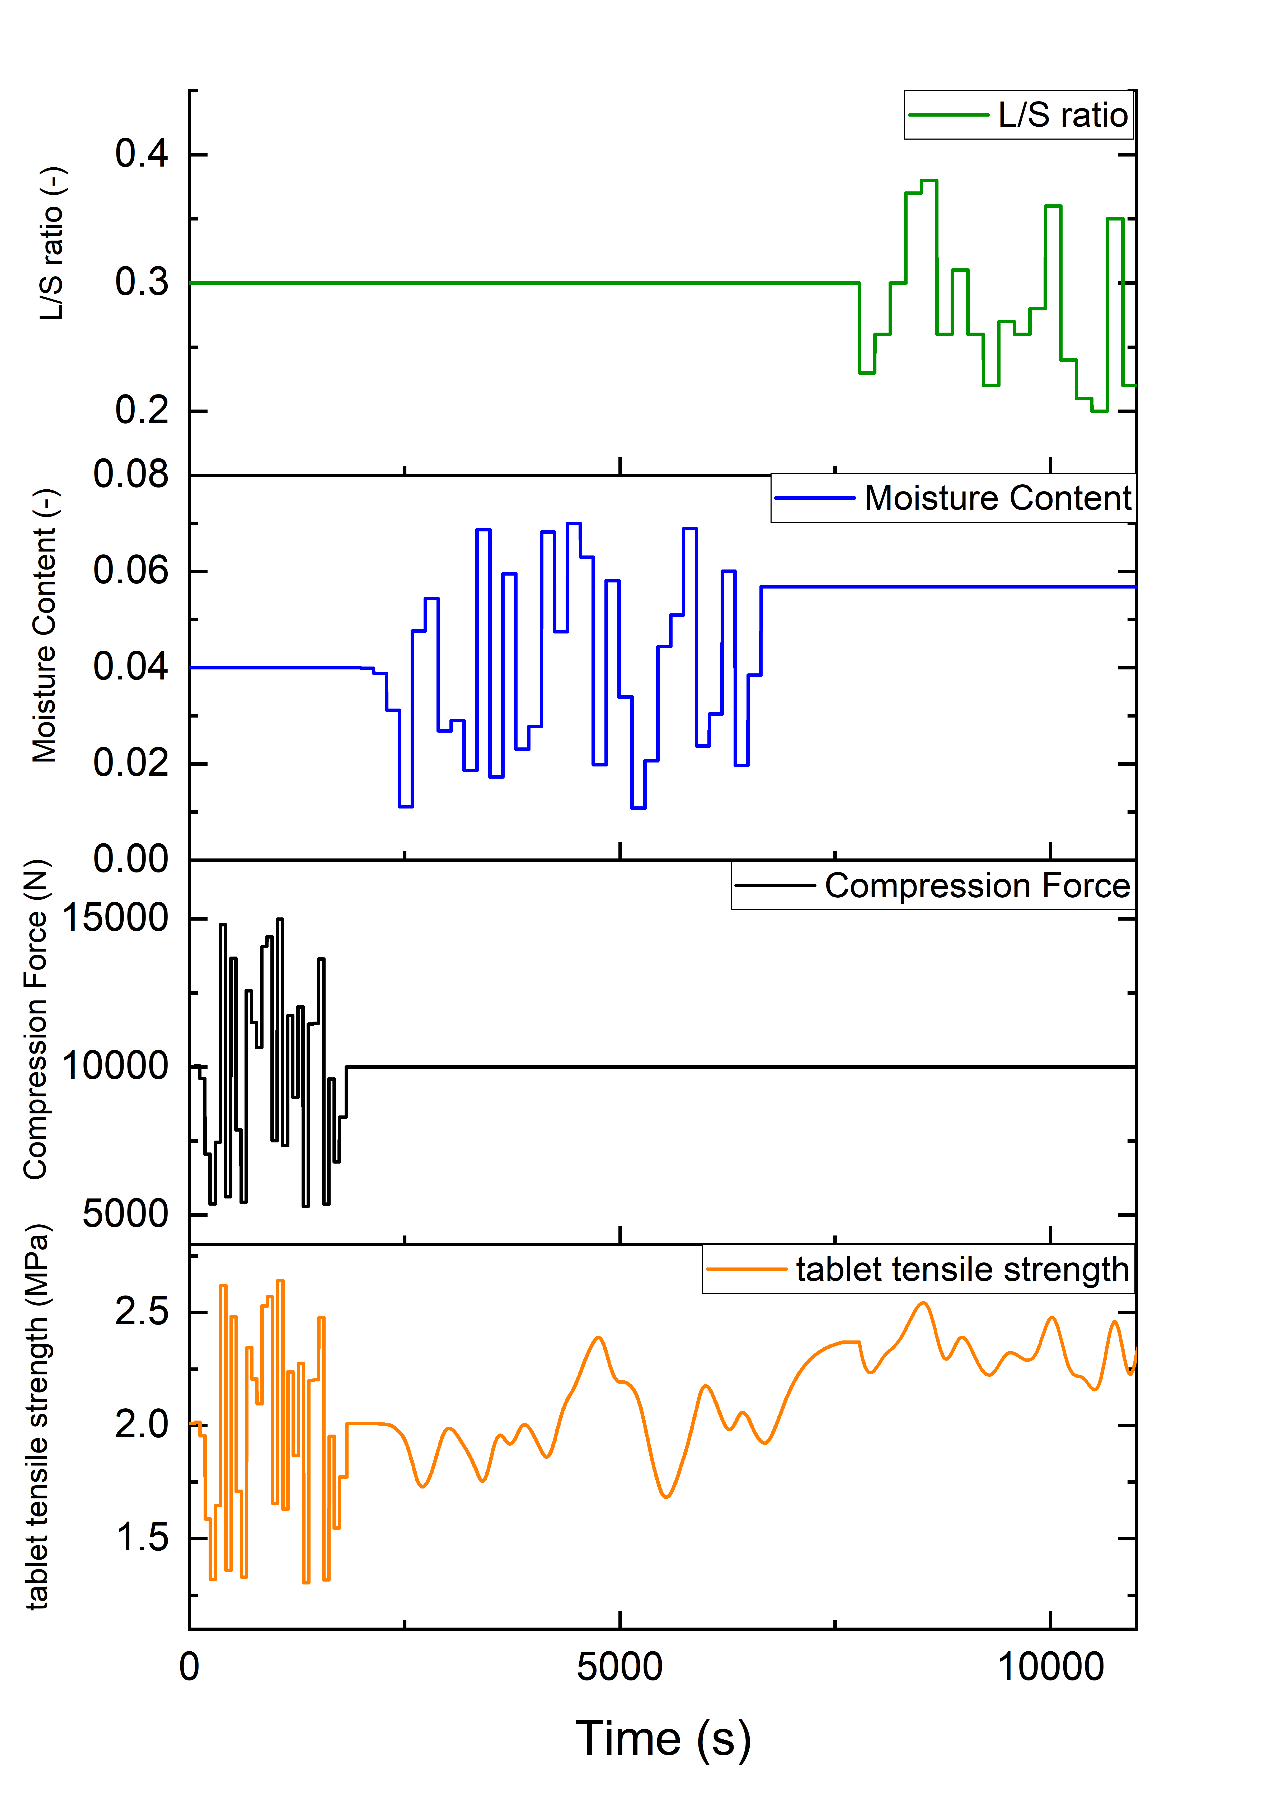 L/S ratio
0.4
0.3
0.2
L/S ratio (-)
Moisture Content
0.08
0.06
0.04
0.02
0.00
Moisture Content (-)
Compression Force
15000
10000
5000
Compression Force (N)
tablet tensile strength
2.5
2.0
1.5
tablet tensile strength (MPa)
0 5000 10000
Time (s)